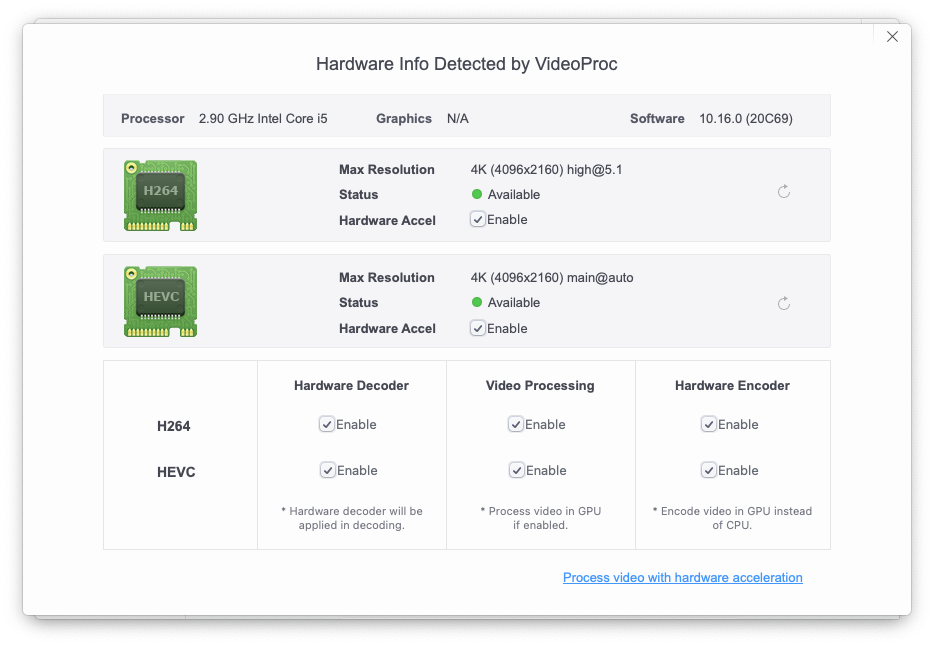 Hardware Info Detected by VideoProc
Processor 2.90 GHz Intel Core i5 Graphics N/A Software 10.16.0 (20C69)
H264
Max Resolution 4K (4096x2160) high@5.1
Status Available
Hardware Accel Enable
HEVC
Max Resolution 4K (4096x2160) main@auto
Status Available
Hardware Accel Enable
Hardware Decoder Video Processing Hardware Encoder
H264 Enable Enable Enable
HEVC Enable Enable Enable
* Hardware decoder will be * Process video in GPU * Encode video in GPU instead
applied in decoding. if enabled. of CPU.
Process video with hardware acceleration